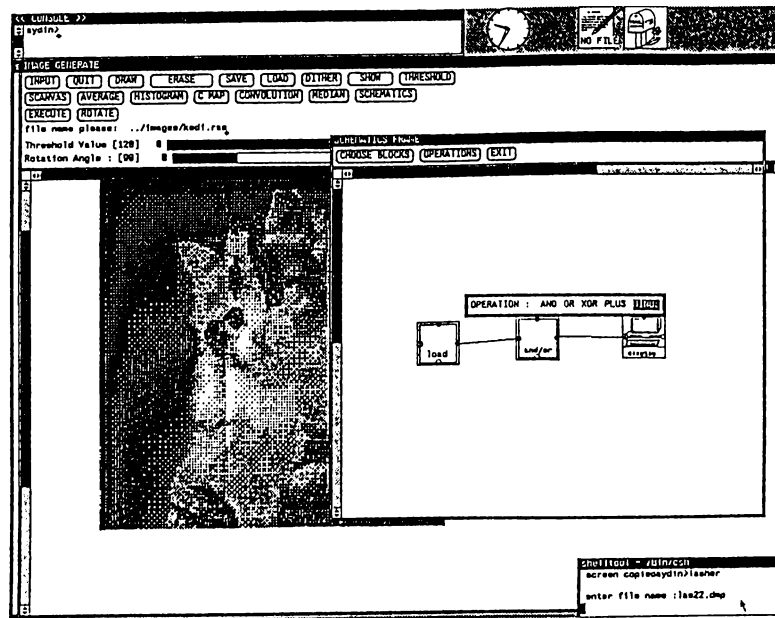 << CONSOLE >>
aydin>
NO FILE
IMAGE GENERATE
INPUT QUIT DRAW ERASE SAVE LOAD DITHER SHOW THRESHOLD
SCANVAS AVERAGE HISTOGRAM C MAP CONVOLUTION MEDIAN SCHEMATICS
EXECUTE ROTATE
file name please: ../images/kedi.ras
Threshold Value [128] 0
Rotation Angle : [90] 0
SCHEMATICS FRAME
CHOOSE BLOCKS OPERATIONS EXIT
OPERATION : AND OR XOR PLUS
load
and/or
display
shelltool - /bin/csh
screen copiedaydin>lasher
enter file name :lss22.dmp